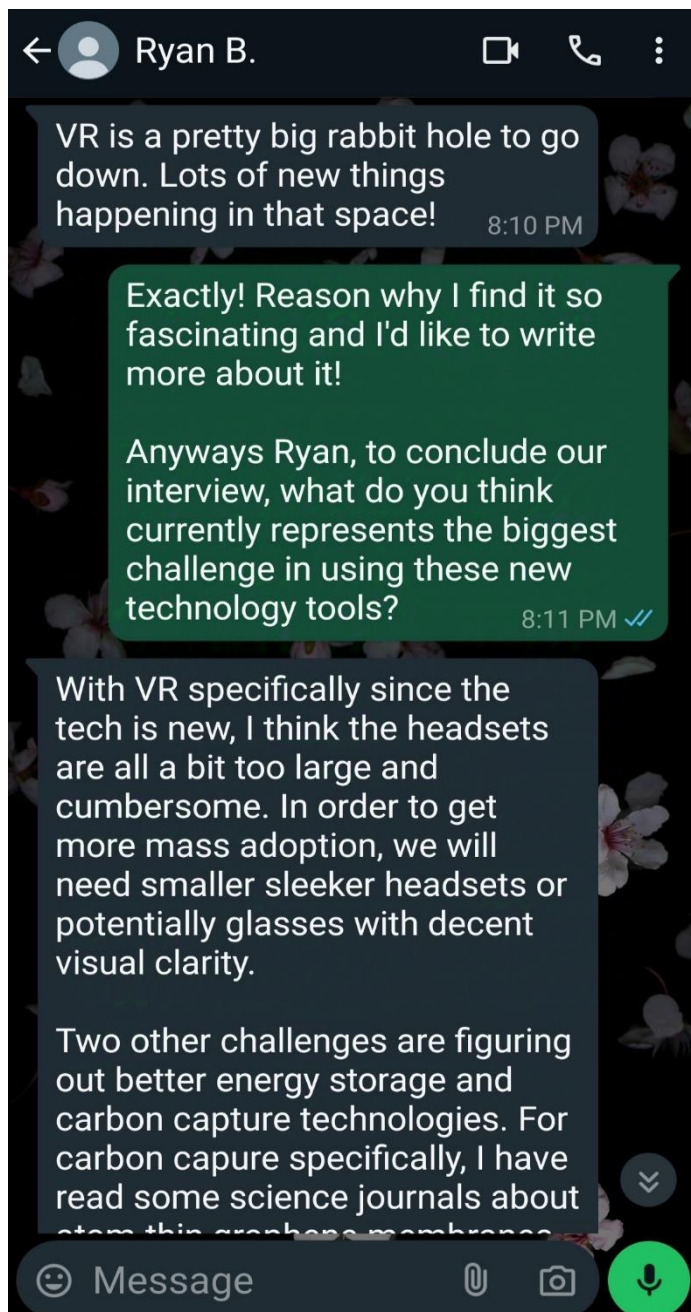 Ryan B.
VR is a pretty big rabbit hole to go
down. Lots of new things
happening in that space!
8:10 PM
Exactly! Reason why I find it so
fascinating and I'd like to write
more about it!
Anyways Ryan, to conclude our
interview, what do you think
currently represents the biggest
challenge in using these new
technology tools?
8:11 PM
With VR specifically since the
tech is new, I think the headsets
are all a bit too large and
cumbersome. In order to get
more mass adoption, we will
need smaller sleeker headsets or
potentially glasses with decent
visual clarity.
Two other challenges are figuring
out better energy storage and
carbon capture technologies. For
carbon capure specifically, I have
read some science journals about
atom thin graphene membranes
Message